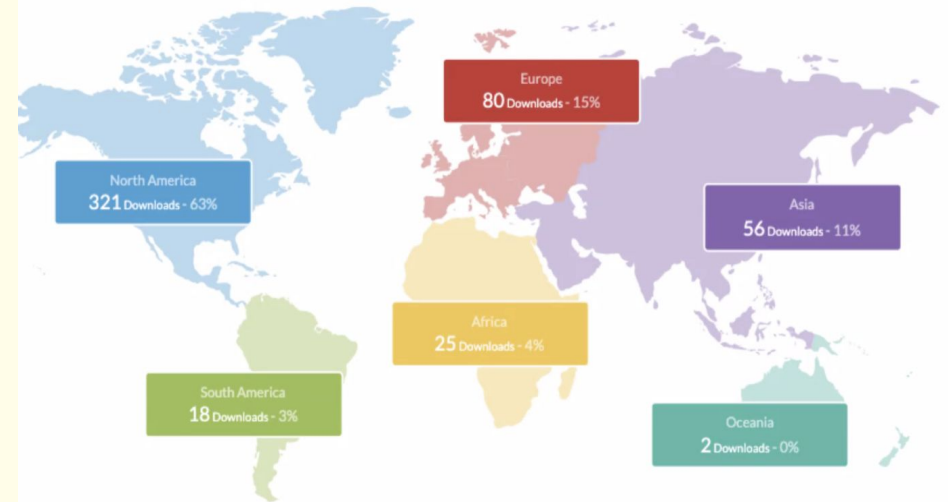 Europe
80 Downloads - 15%
North America
321 Downloads - 63%
Asia
56 Downloads - 11%
Africa
25 Downloads - 4%
South America
18 Downloads - 3%
Oceania
2 Downloads - 0%